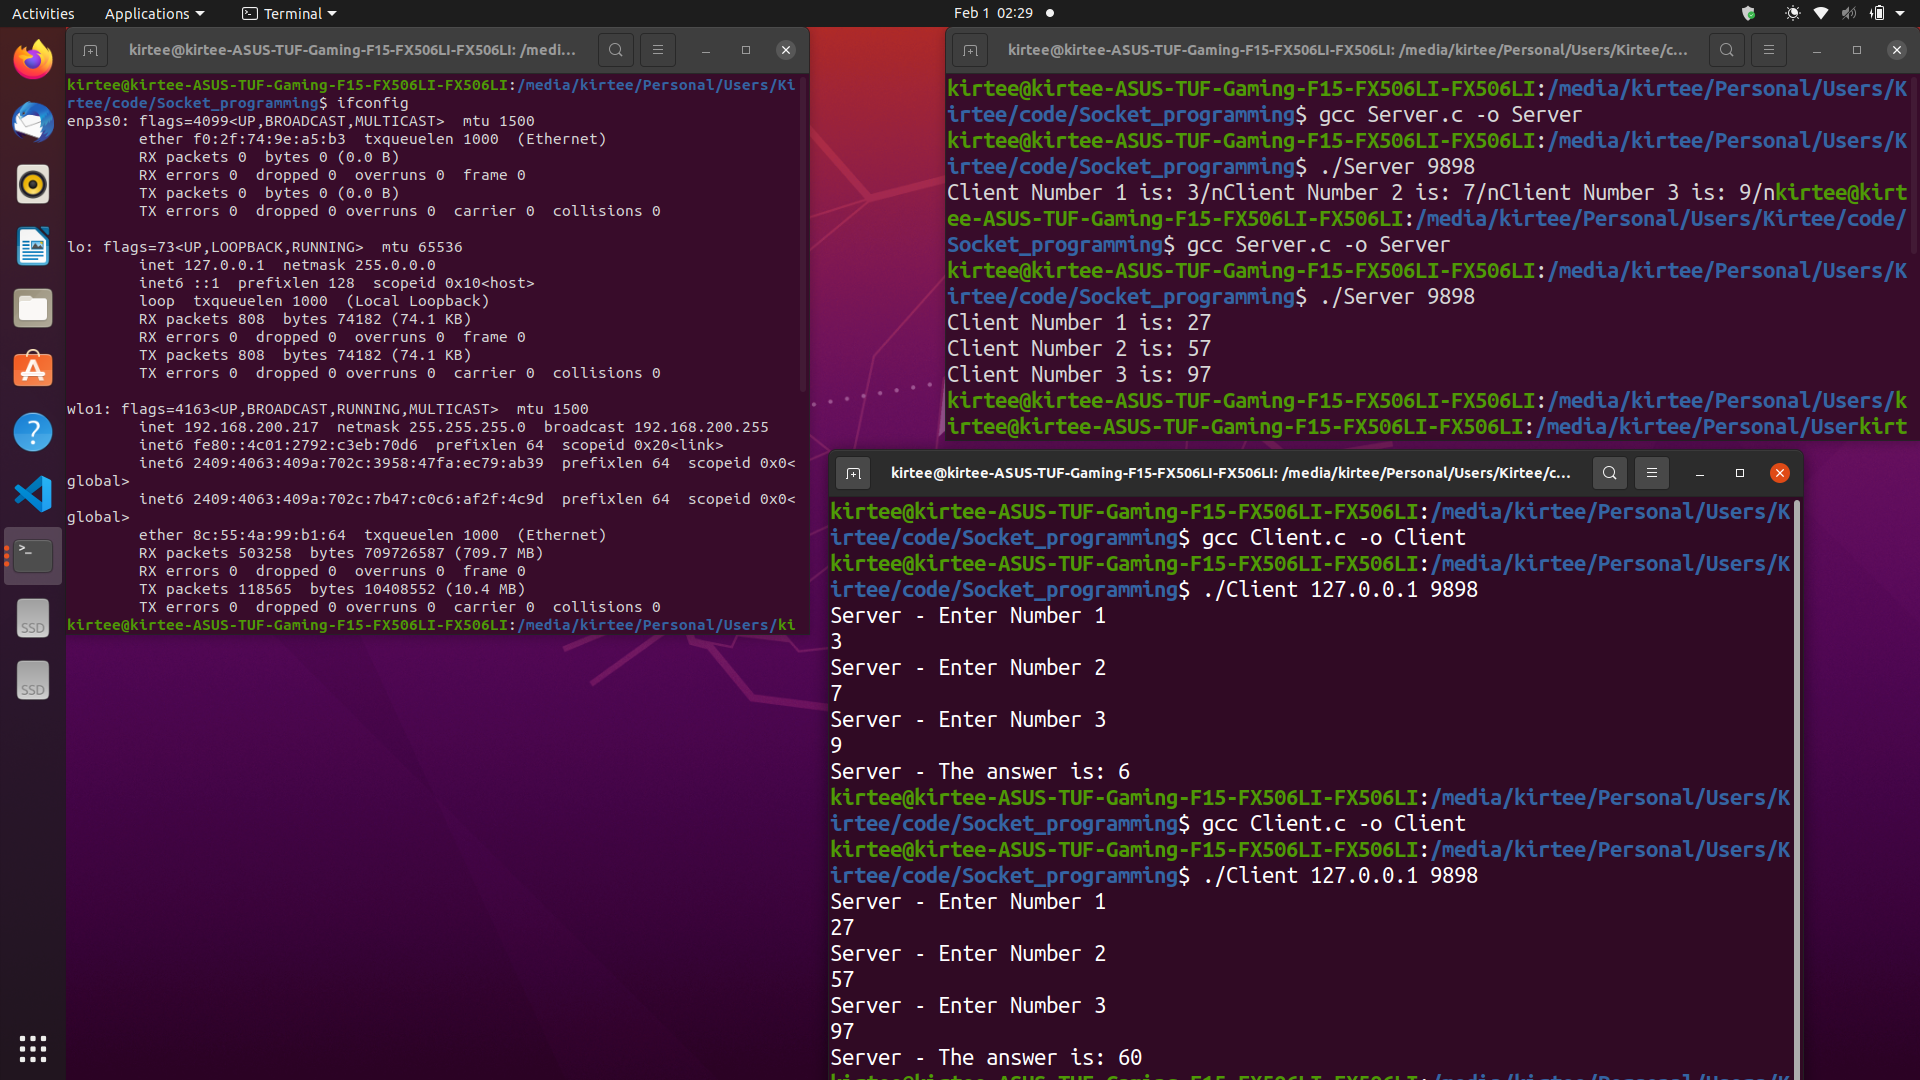 Activities Applications Terminal Feb 1 02:29
kirtee@kirtee-ASUS-TUF-Gaming-F15-FX506LI-FX506LI: /medi...
kirtee@kirtee-ASUS-TUF-Gaming-F15-FX506LI-FX506LI:/media/kirtee/Personal/Users/Ki
rtee/code/Socket_programming$ ifconfig
enp3s0: flags=4099<UP,BROADCAST,MULTICAST>  mtu 1500
ether f0:2f:74:9e:a5:b3  txqueuelen 1000  (Ethernet)
RX packets 0  bytes 0 (0.0 B)
RX errors 0  dropped 0  overruns 0  frame 0
TX packets 0  bytes 0 (0.0 B)
TX errors 0  dropped 0 overruns 0  carrier 0  collisions 0
lo: flags=73<UP,LOOPBACK,RUNNING>  mtu 65536
inet 127.0.0.1  netmask 255.0.0.0
inet6 ::1  prefixlen 128  scopeid 0x10<host>
loop  txqueuelen 1000  (Local Loopback)
RX packets 808  bytes 74182 (74.1 KB)
RX errors 0  dropped 0  overruns 0  frame 0
TX packets 808  bytes 74182 (74.1 KB)
TX errors 0  dropped 0 overruns 0  carrier 0  collisions 0
wlo1: flags=4163<UP,BROADCAST,RUNNING,MULTICAST>  mtu 1500
inet 192.168.200.217  netmask 255.255.255.0  broadcast 192.168.200.255
inet6 fe80::4c01:2792:c3eb:70d6  prefixlen 64  scopeid 0x20<link>
inet6 2409:4063:409a:702c:3958:47fa:ec79:ab39  prefixlen 64  scopeid 0x0<
global>
inet6 2409:4063:409a:702c:7b47:c0c6:af2f:4c9d  prefixlen 64  scopeid 0x0<
global>
ether 8c:55:4a:99:b1:64  txqueuelen 1000  (Ethernet)
RX packets 503258  bytes 709726587 (709.7 MB)
RX errors 0  dropped 0  overruns 0  frame 0
TX packets 118565  bytes 10408552 (10.4 MB)
TX errors 0  dropped 0 overruns 0  carrier 0  collisions 0
kirtee@kirtee-ASUS-TUF-Gaming-F15-FX506LI-FX506LI:/media/kirtee/Personal/Users/ki
kirtee@kirtee-ASUS-TUF-Gaming-F15-FX506LI-FX506LI: /media/kirtee/Personal/Users/Kirtee/c...
kirtee@kirtee-ASUS-TUF-Gaming-F15-FX506LI-FX506LI:/media/kirtee/Personal/Users/K
irtee/code/Socket_programming$ gcc Server.c -o Server
kirtee@kirtee-ASUS-TUF-Gaming-F15-FX506LI-FX506LI:/media/kirtee/Personal/Users/K
irtee/code/Socket_programming$ ./Server 9898
Client Number 1 is: 3/nClient Number 2 is: 7/nClient Number 3 is: 9/nkirtee@kirt
ee-ASUS-TUF-Gaming-F15-FX506LI-FX506LI:/media/kirtee/Personal/Users/Kirtee/code/
Socket_programming$ gcc Server.c -o Server
kirtee@kirtee-ASUS-TUF-Gaming-F15-FX506LI-FX506LI:/media/kirtee/Personal/Users/K
irtee/code/Socket_programming$ ./Server 9898
Client Number 1 is: 27
Client Number 2 is: 57
Client Number 3 is: 97
kirtee@kirtee-ASUS-TUF-Gaming-F15-FX506LI-FX506LI:/media/kirtee/Personal/Users/k
irtee@kirtee-ASUS-TUF-Gaming-F15-FX506LI-FX506LI:/media/kirtee/Personal/Userkirt
kirtee@kirtee-ASUS-TUF-Gaming-F15-FX506LI-FX506LI: /media/kirtee/Personal/Users/Kirtee/c...
kirtee@kirtee-ASUS-TUF-Gaming-F15-FX506LI-FX506LI:/media/kirtee/Personal/Users/K
irtee/code/Socket_programming$ gcc Client.c -o Client
kirtee@kirtee-ASUS-TUF-Gaming-F15-FX506LI-FX506LI:/media/kirtee/Personal/Users/K
irtee/code/Socket_programming$ ./Client 127.0.0.1 9898
Server - Enter Number 1
3
Server - Enter Number 2
7
Server - Enter Number 3
9
Server - The answer is: 6
kirtee@kirtee-ASUS-TUF-Gaming-F15-FX506LI-FX506LI:/media/kirtee/Personal/Users/K
irtee/code/Socket_programming$ gcc Client.c -o Client
kirtee@kirtee-ASUS-TUF-Gaming-F15-FX506LI-FX506LI:/media/kirtee/Personal/Users/K
irtee/code/Socket_programming$ ./Client 127.0.0.1 9898
Server - Enter Number 1
27
Server - Enter Number 2
57
Server - Enter Number 3
97
Server - The answer is: 60
SSD
SSD